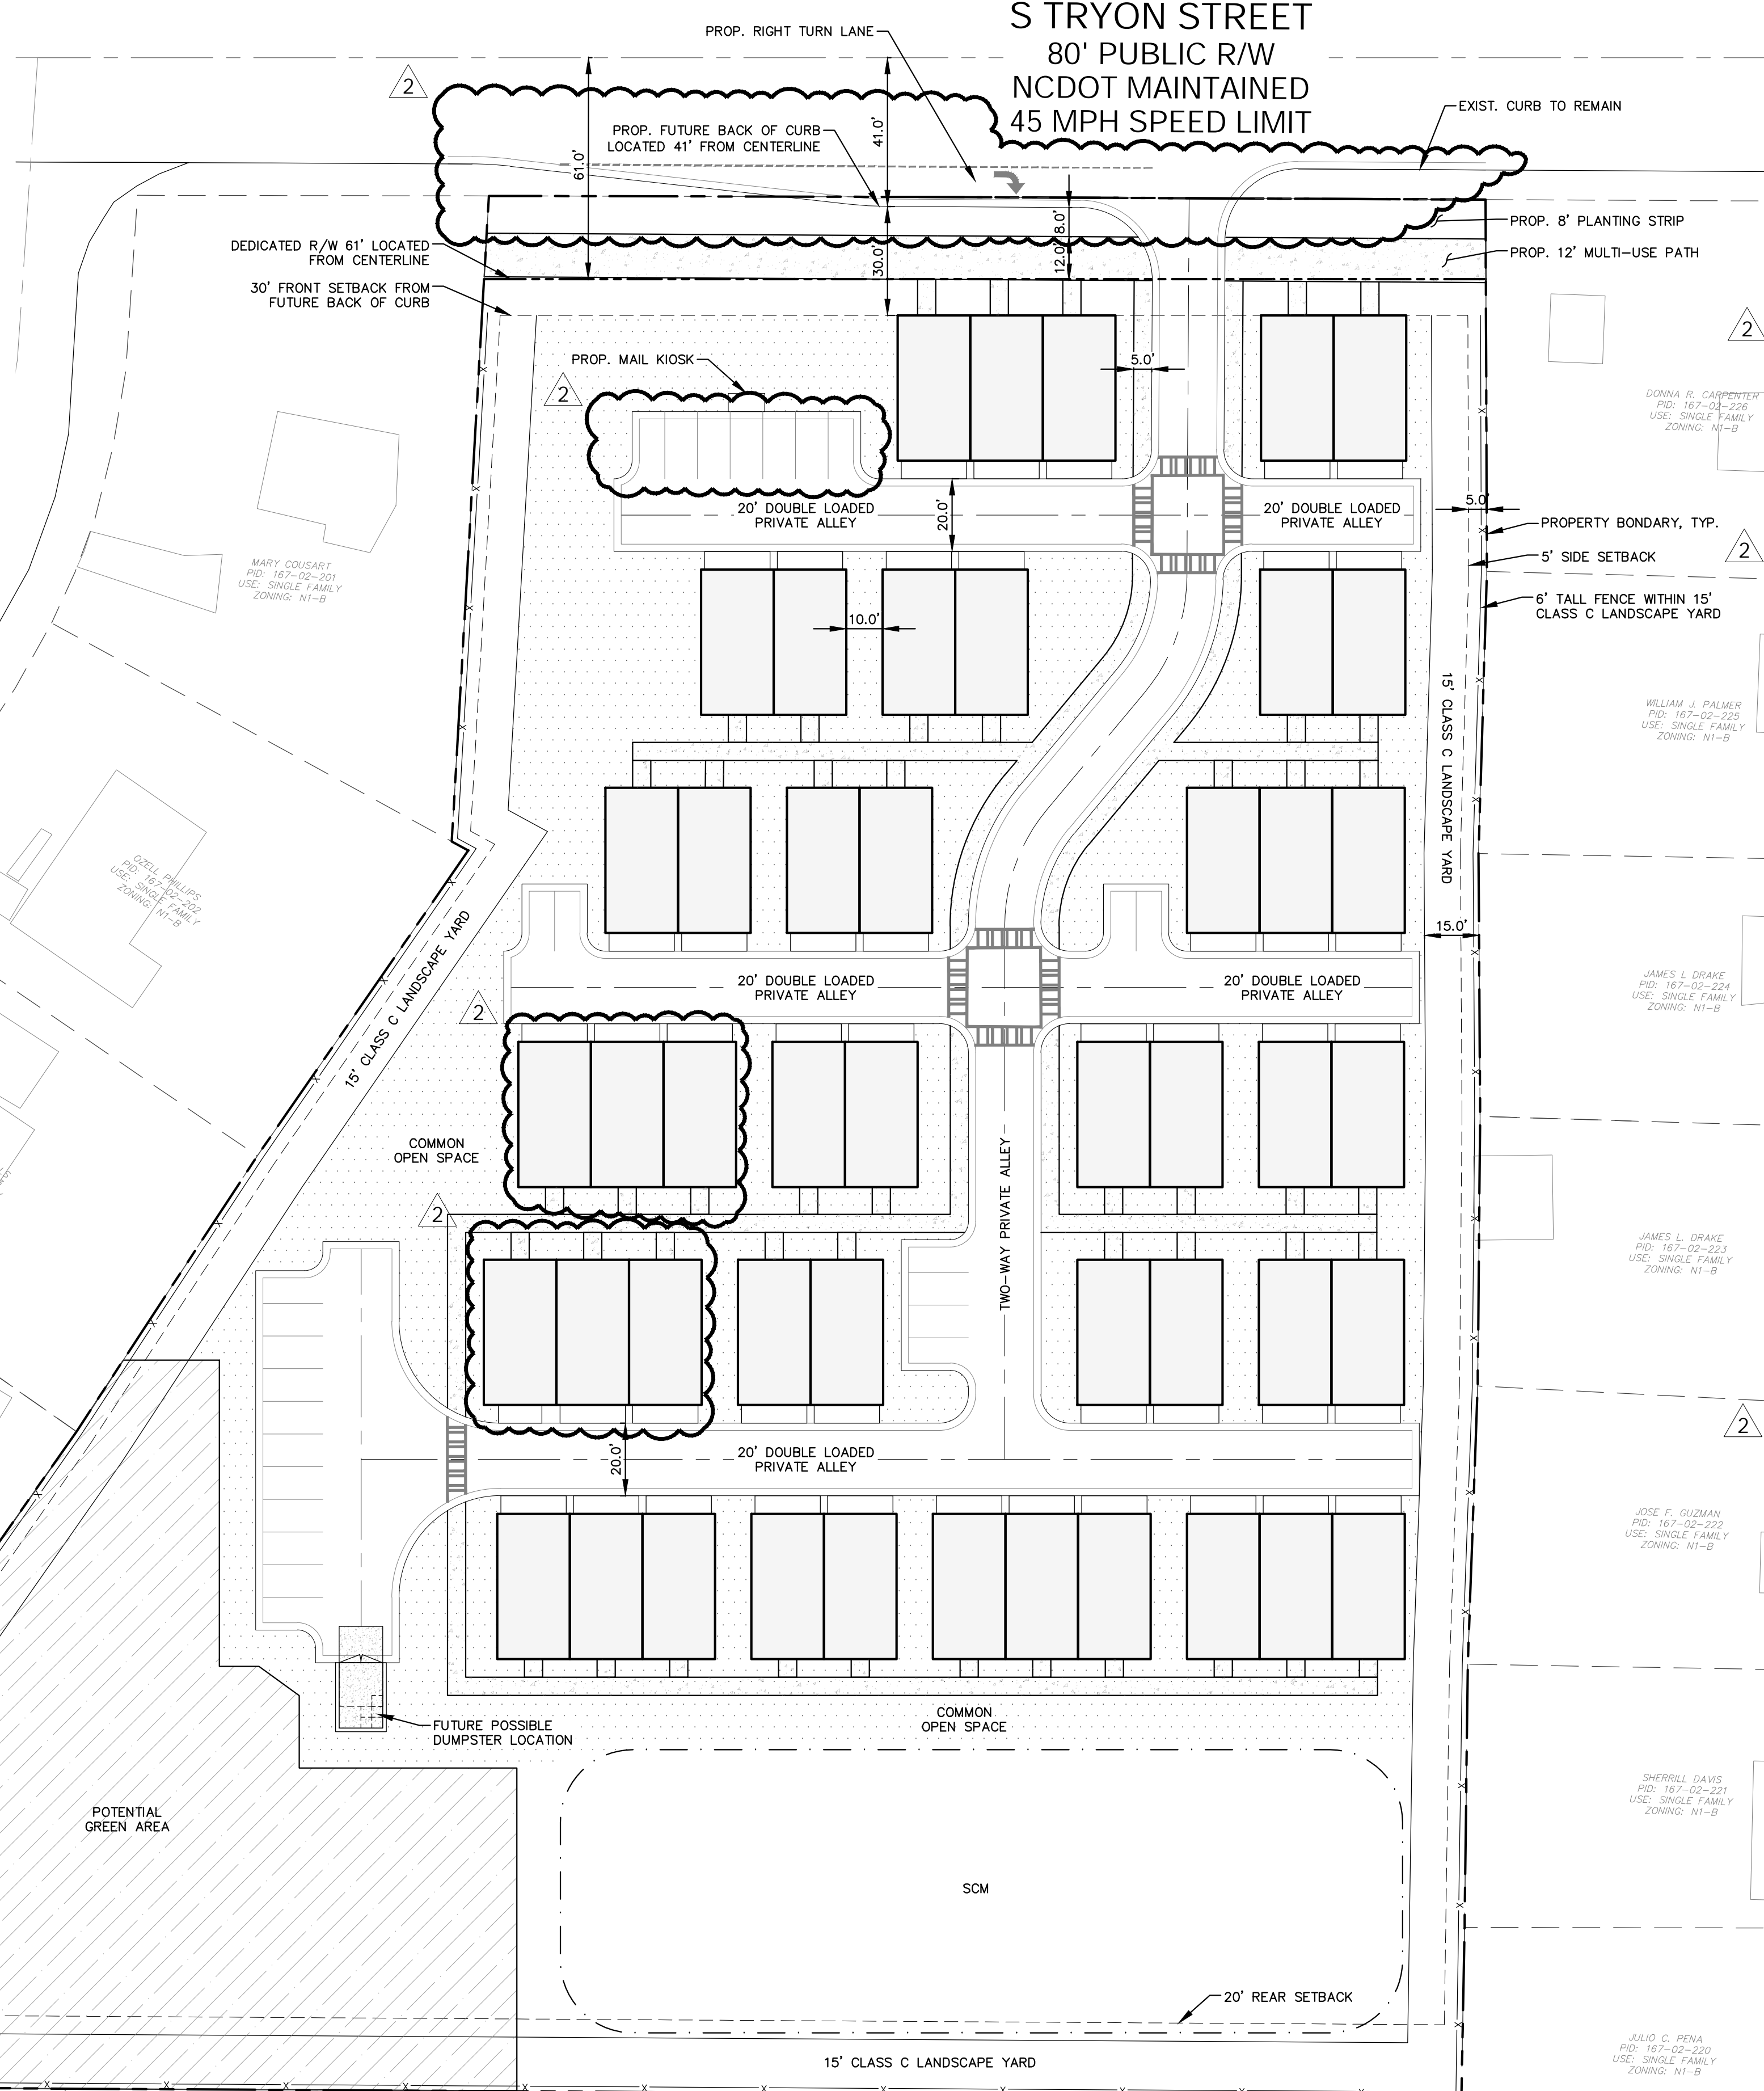 S TRYON STREET
80' PUBLIC R/W
NCDOT MAINTAINED
45 MPH SPEED LIMIT
PROP. RIGHT TURN LANE
2
EXIST. CURB TO REMAIN
PROP. FUTURE BACK OF CURB
LOCATED 41' FROM CENTERLINE
61.0'
41.0'
8.0'
12.0'
30.0'
PROP. 8' PLANTING STRIP
PROP. 12' MULTI-USE PATH
DEDICATED R/W 61' LOCATED
FROM CENTERLINE
30' FRONT SETBACK FROM
FUTURE BACK OF CURB
2
PROP. MAIL KIOSK
2
5.0'
DONNA R. CARPENTER
PID: 167-02-226
USE: SINGLE FAMILY
ZONING: N1-B
20' DOUBLE LOADED
PRIVATE ALLEY
20.0'
20' DOUBLE LOADED
PRIVATE ALLEY
5.0'
PROPERTY BONDARY, TYP.
2
5' SIDE SETBACK
6' TALL FENCE WITHIN 15'
CLASS C LANDSCAPE YARD
MARY COUSART
PID: 167-02-201
USE: SINGLE FAMILY
ZONING: N1-B
10.0'
15' CLASS C LANDSCAPE YARD
WILLIAM J. PALMER
PID: 167-02-225
USE: SINGLE FAMILY
ZONING: N1-B
OZELL PHILLIPS
PID: 167-02-202
USE: SINGLE FAMILY
ZONING: N1-B
15' CLASS C LANDSCAPE YARD
15.0'
20' DOUBLE LOADED
PRIVATE ALLEY
20' DOUBLE LOADED
PRIVATE ALLEY
JAMES L DRAKE
PID: 167-02-224
USE: SINGLE FAMILY
ZONING: N1-B
2
COMMON
OPEN SPACE
TWO-WAY PRIVATE ALLEY
2
JAMES L. DRAKE
PID: 167-02-223
USE: SINGLE FAMILY
ZONING: N1-B
2
20.0'
20' DOUBLE LOADED
PRIVATE ALLEY
JOSE F. GUZMAN
PID: 167-02-222
USE: SINGLE FAMILY
ZONING: N1-B
FUTURE POSSIBLE
DUMPSTER LOCATION
COMMON
OPEN SPACE
SHERRILL DAVIS
PID: 167-02-221
USE: SINGLE FAMILY
ZONING: N1-B
POTENTIAL
GREEN AREA
SCM
20' REAR SETBACK
15' CLASS C LANDSCAPE YARD
JULIO C. PENA
PID: 167-02-220
USE: SINGLE FAMILY
ZONING: N1-B